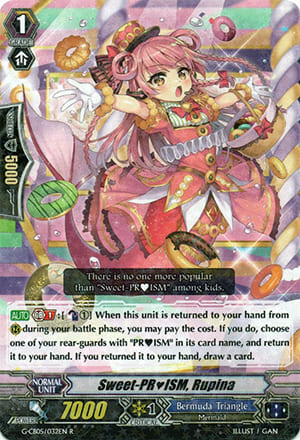 1
GRADE
SHIELD
5000
There is no one more popular
than "Sweet-PR♥ISM" among kids.
AUTO [1] When this unit is returned to your hand from
during your battle phase, you may pay the cost. If you do, choose
one of your rear-guards with "PR♥ISM" in its card name, and return
it to your hand. If you returned it to your hand, draw a card.
NORMAL
UNIT
Sweet-PR♥ISM, Rupina
POWER
7000
1
CRITICAL
Bermuda Triangle
Mermaid
G-CB05/032EN R
ILLUST / GAN